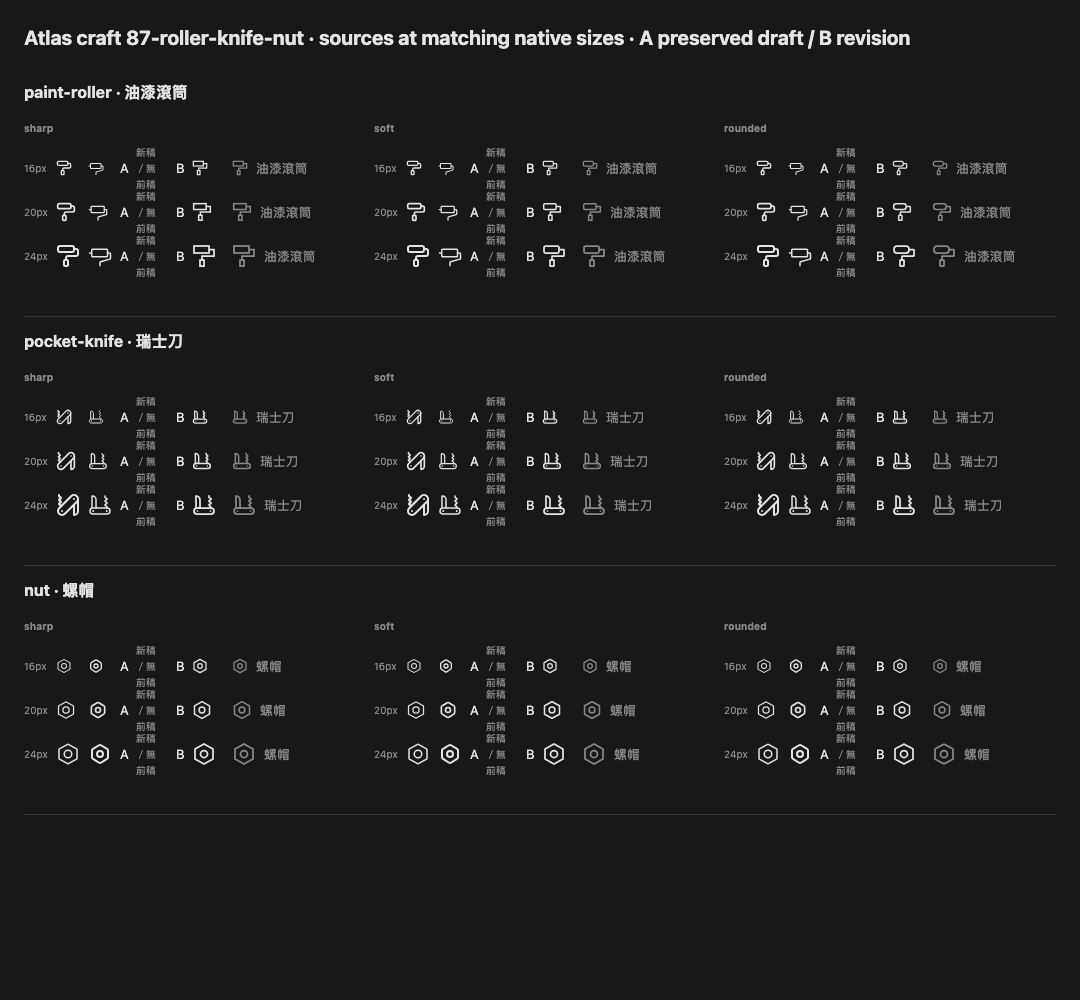 Atlas craft 87-roller-knife-nut · sources at matching native sizes · A preserved draft / B revision
paint-roller · 油漆滾筒
sharp
16px A 新稿 / 無前稿 B 油漆滾筒
20px A 新稿 / 無前稿 B 油漆滾筒
24px A 新稿 / 無前稿 B 油漆滾筒
soft
16px A 新稿 / 無前稿 B 油漆滾筒
20px A 新稿 / 無前稿 B 油漆滾筒
24px A 新稿 / 無前稿 B 油漆滾筒
rounded
16px A 新稿 / 無前稿 B 油漆滾筒
20px A 新稿 / 無前稿 B 油漆滾筒
24px A 新稿 / 無前稿 B 油漆滾筒
pocket-knife · 瑞士刀
sharp
16px A 新稿 / 無前稿 B 瑞士刀
20px A 新稿 / 無前稿 B 瑞士刀
24px A 新稿 / 無前稿 B 瑞士刀
soft
16px A 新稿 / 無前稿 B 瑞士刀
20px A 新稿 / 無前稿 B 瑞士刀
24px A 新稿 / 無前稿 B 瑞士刀
rounded
16px A 新稿 / 無前稿 B 瑞士刀
20px A 新稿 / 無前稿 B 瑞士刀
24px A 新稿 / 無前稿 B 瑞士刀
nut · 螺帽
sharp
16px A 新稿 / 無前稿 B 螺帽
20px A 新稿 / 無前稿 B 螺帽
24px A 新稿 / 無前稿 B 螺帽
soft
16px A 新稿 / 無前稿 B 螺帽
20px A 新稿 / 無前稿 B 螺帽
24px A 新稿 / 無前稿 B 螺帽
rounded
16px A 新稿 / 無前稿 B 螺帽
20px A 新稿 / 無前稿 B 螺帽
24px A 新稿 / 無前稿 B 螺帽